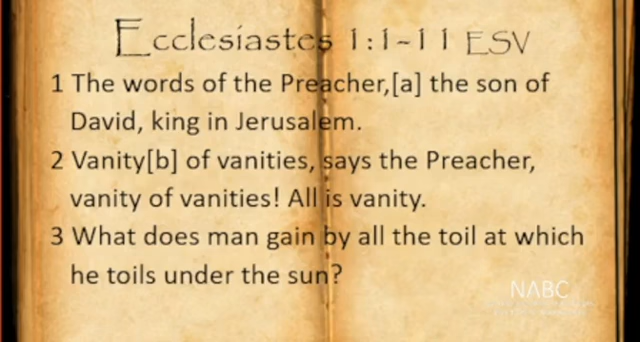 Ecclesiastes 1:1-11 ESV
1 The words of the Preacher,[a] the son of
David, king in Jerusalem.
2 Vanity[b] of vanities, says the Preacher,
vanity of vanities! All is vanity.
3 What does man gain by all the toil at which
he toils under the sun?
NABC